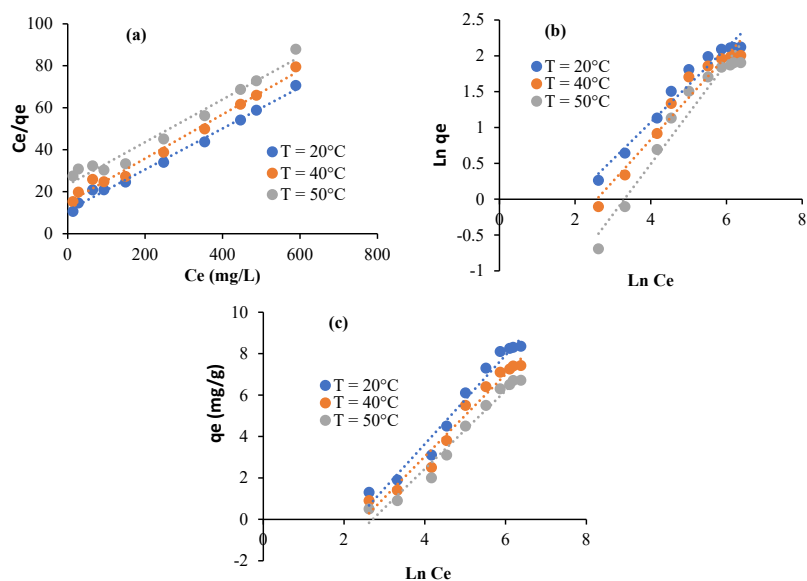 (a)
Ce/qe
100
80
60
40
20
0
0 200 400 600 800
Ce (mg/L)
T = 20°C
T = 40°C
T = 50°C
(b)
Ln qe
2.5
2
1.5
1
0.5
0
-0.5
-1
0 2 4 6 8
Ln Ce
T = 20°C
T = 40°C
T = 50°C
(c)
qe (mg/g)
10
8
6
4
2
0
-2
0 2 4 6 8
Ln Ce
T = 20°C
T = 40°C
T = 50°C